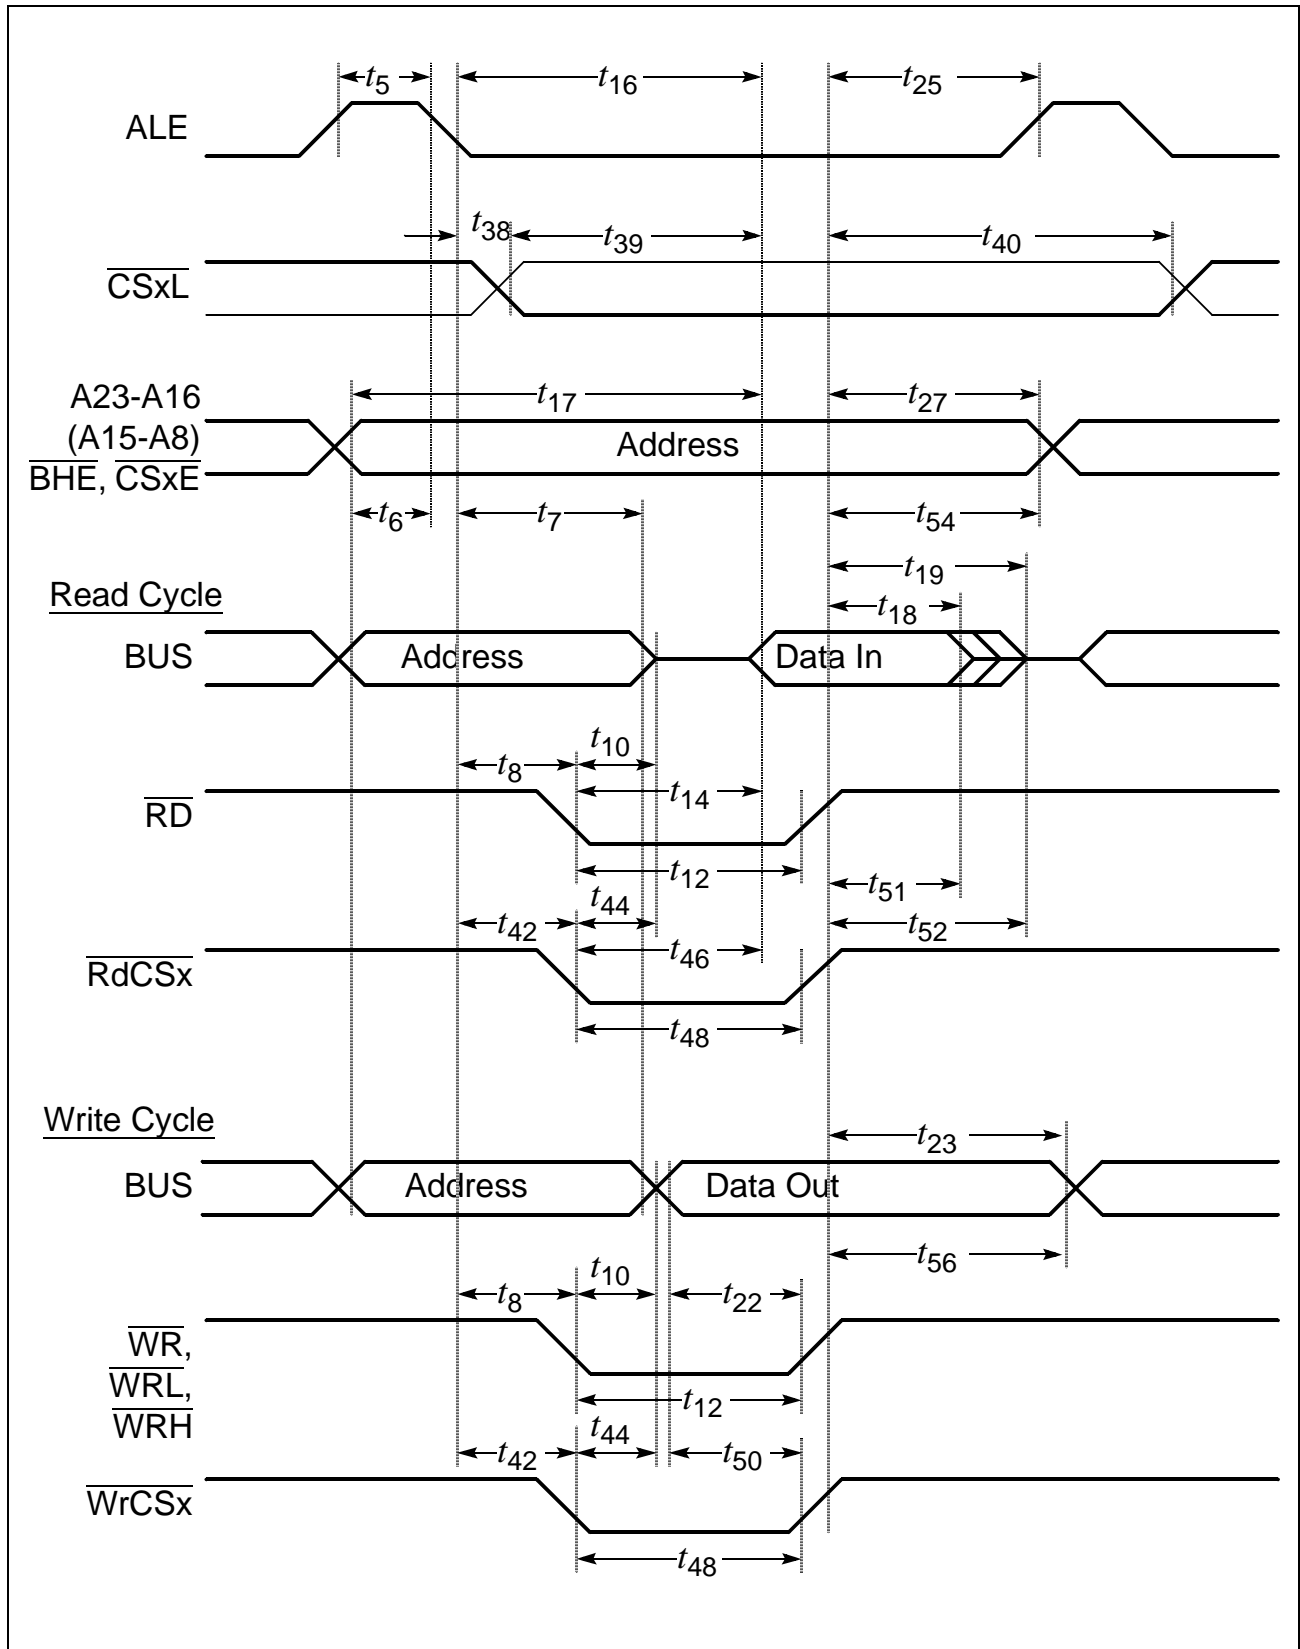 t5 t16 t25
ALE
t38 t39 t40
CSxL
A23-A16 t17 t27
(A15-A8) Address
BHE, CSxE
t6 t7 t54
t19
Read Cycle t18
BUS Address Data In
t10
t8 t14
RD
t12 t51
t44
t42 t46 t52
RdCSx
t48
Write Cycle
t23
BUS Address Data Out
t56
t10
t8 t22
WR,
WRL,
t12
WRH
t44
t42 t50
WrCSx
t48